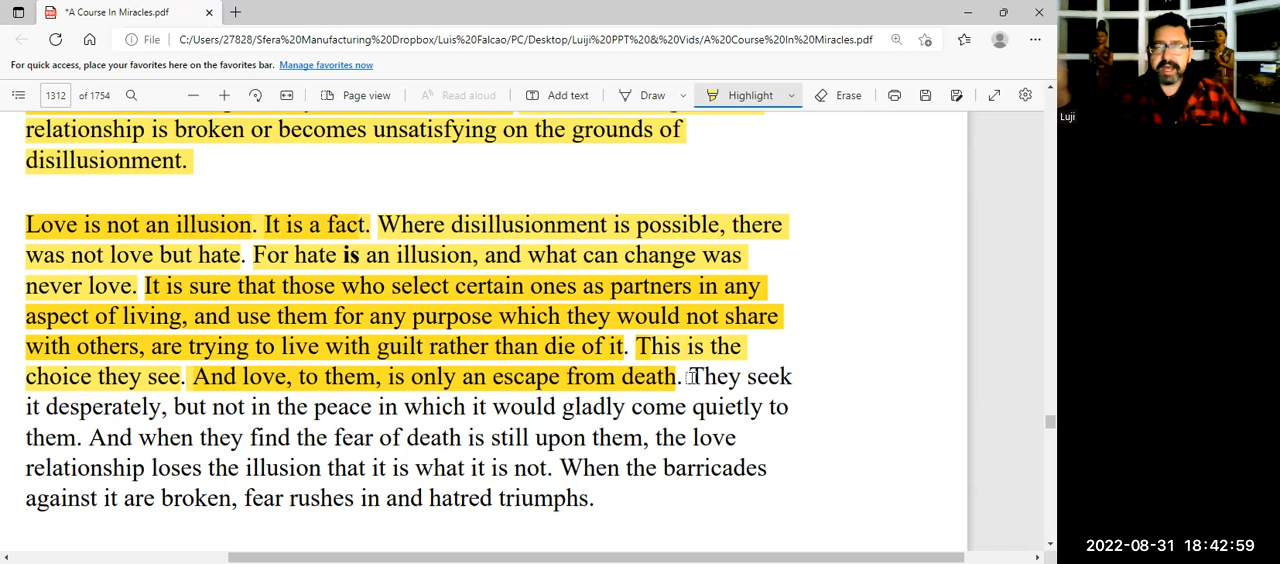 *A Course In Miracles.pdf
File C:/Users/27828/Sfera%20Manufacturing%20Dropbox/Luis%20Falcao/PC/Desktop/Luiji%20PPT%20&%20Vids/A%20Course%20In%20Miracles.pdf
For quick access, place your favorites here on the favorites bar. Manage favorites now
1312 of 1754 Page view Read aloud Add text Draw Highlight Erase
relationship is broken or becomes unsatisfying on the grounds of
disillusionment.
Love is not an illusion. It is a fact. Where disillusionment is possible, there
was not love but hate. For hate is an illusion, and what can change was
never love. It is sure that those who select certain ones as partners in any
aspect of living, and use them for any purpose which they would not share
with others, are trying to live with guilt rather than die of it. This is the
choice they see. And love, to them, is only an escape from death. They seek
it desperately, but not in the peace in which it would gladly come quietly to
them. And when they find the fear of death is still upon them, the love
relationship loses the illusion that it is what it is not. When the barricades
against it are broken, fear rushes in and hatred triumphs.
Luji
2022-08-31 18:42:59